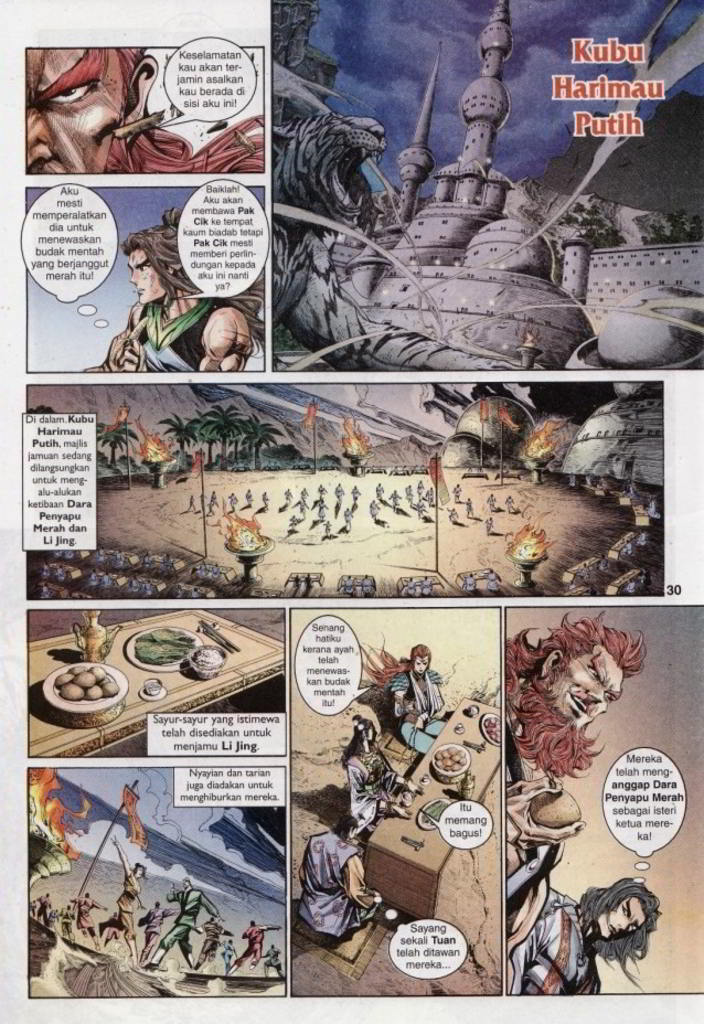 Keselamatan
kau akan ter-
jamin asalkan
kau berada di
sisi aku ini!
Kubu
Harimau
Putih
Aku
mesti
memperalatkan
dia untuk
menewaskan
budak mentah
yang berjanggut
merah itu!
Baiklah!
Aku akan
membawa Pak
Cik ke tempat
kaum biadab tetapi
Pak Cik mesti
memberi perlin-
dungan kepada
aku ini nanti
ya?
Di dalam Kubu
Harimau
Putih, majlis
jamuan sedang
dilangsungkan
untuk meng-
alu-alukan
ketibaan Dara
Penyapu
Merah dan
Li Jing.
30
Sayur-sayur yang istimewa
telah disediakan untuk
menjamu Li Jing.
Nyayian dan tarian
juga diadakan untuk
menghiburkan mereka.
Senang
hatiku
kerana ayah
telah
menewas-
kan budak
mentah
itu!
Itu
memang
bagus!
Sayang
sekali Tuan
telah ditawan
mereka...
Mereka
telah meng-
anggap Dara
Penyapu Merah
sebagai isteri
ketua mere-
ka!